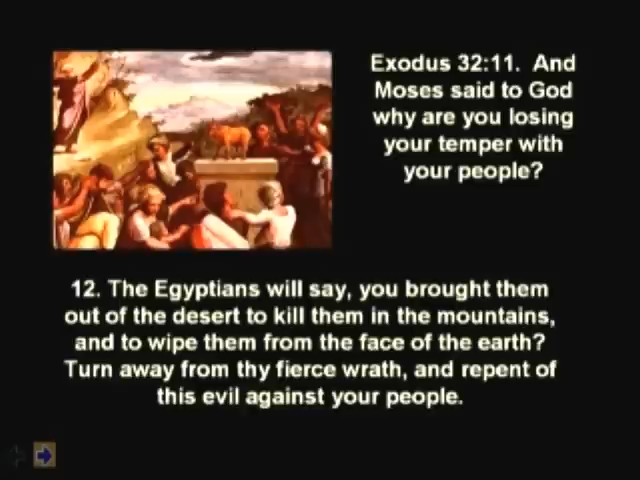 Exodus 32:11. And
Moses said to God
why are you losing
your temper with
your people?
12. The Egyptians will say, you brought them
out of the desert to kill them in the mountains,
and to wipe them from the face of the earth?
Turn away from thy fierce wrath, and repent of
this evil against your people.